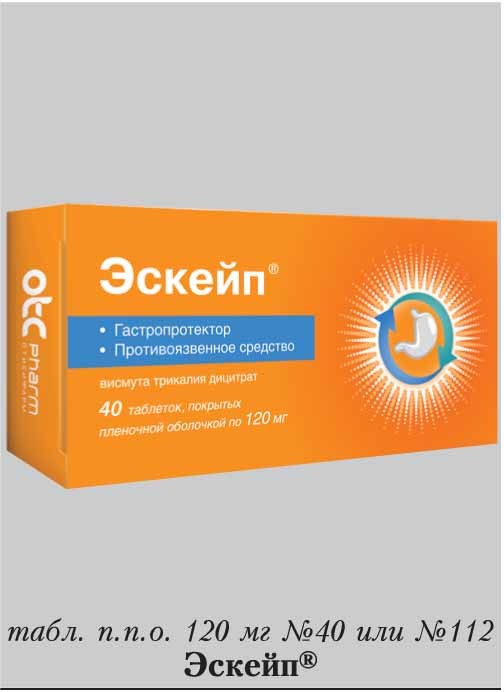 Эскейп®
• Гастропротектор
• Противоязвенное средство
висмута трикалия дицитрат
40 таблеток, покрытых
пленочной оболочкой по 120 мг
otc
Pharm
отисифарм
табл. п.п.о. 120 мг №40 или №112
Эскейп®